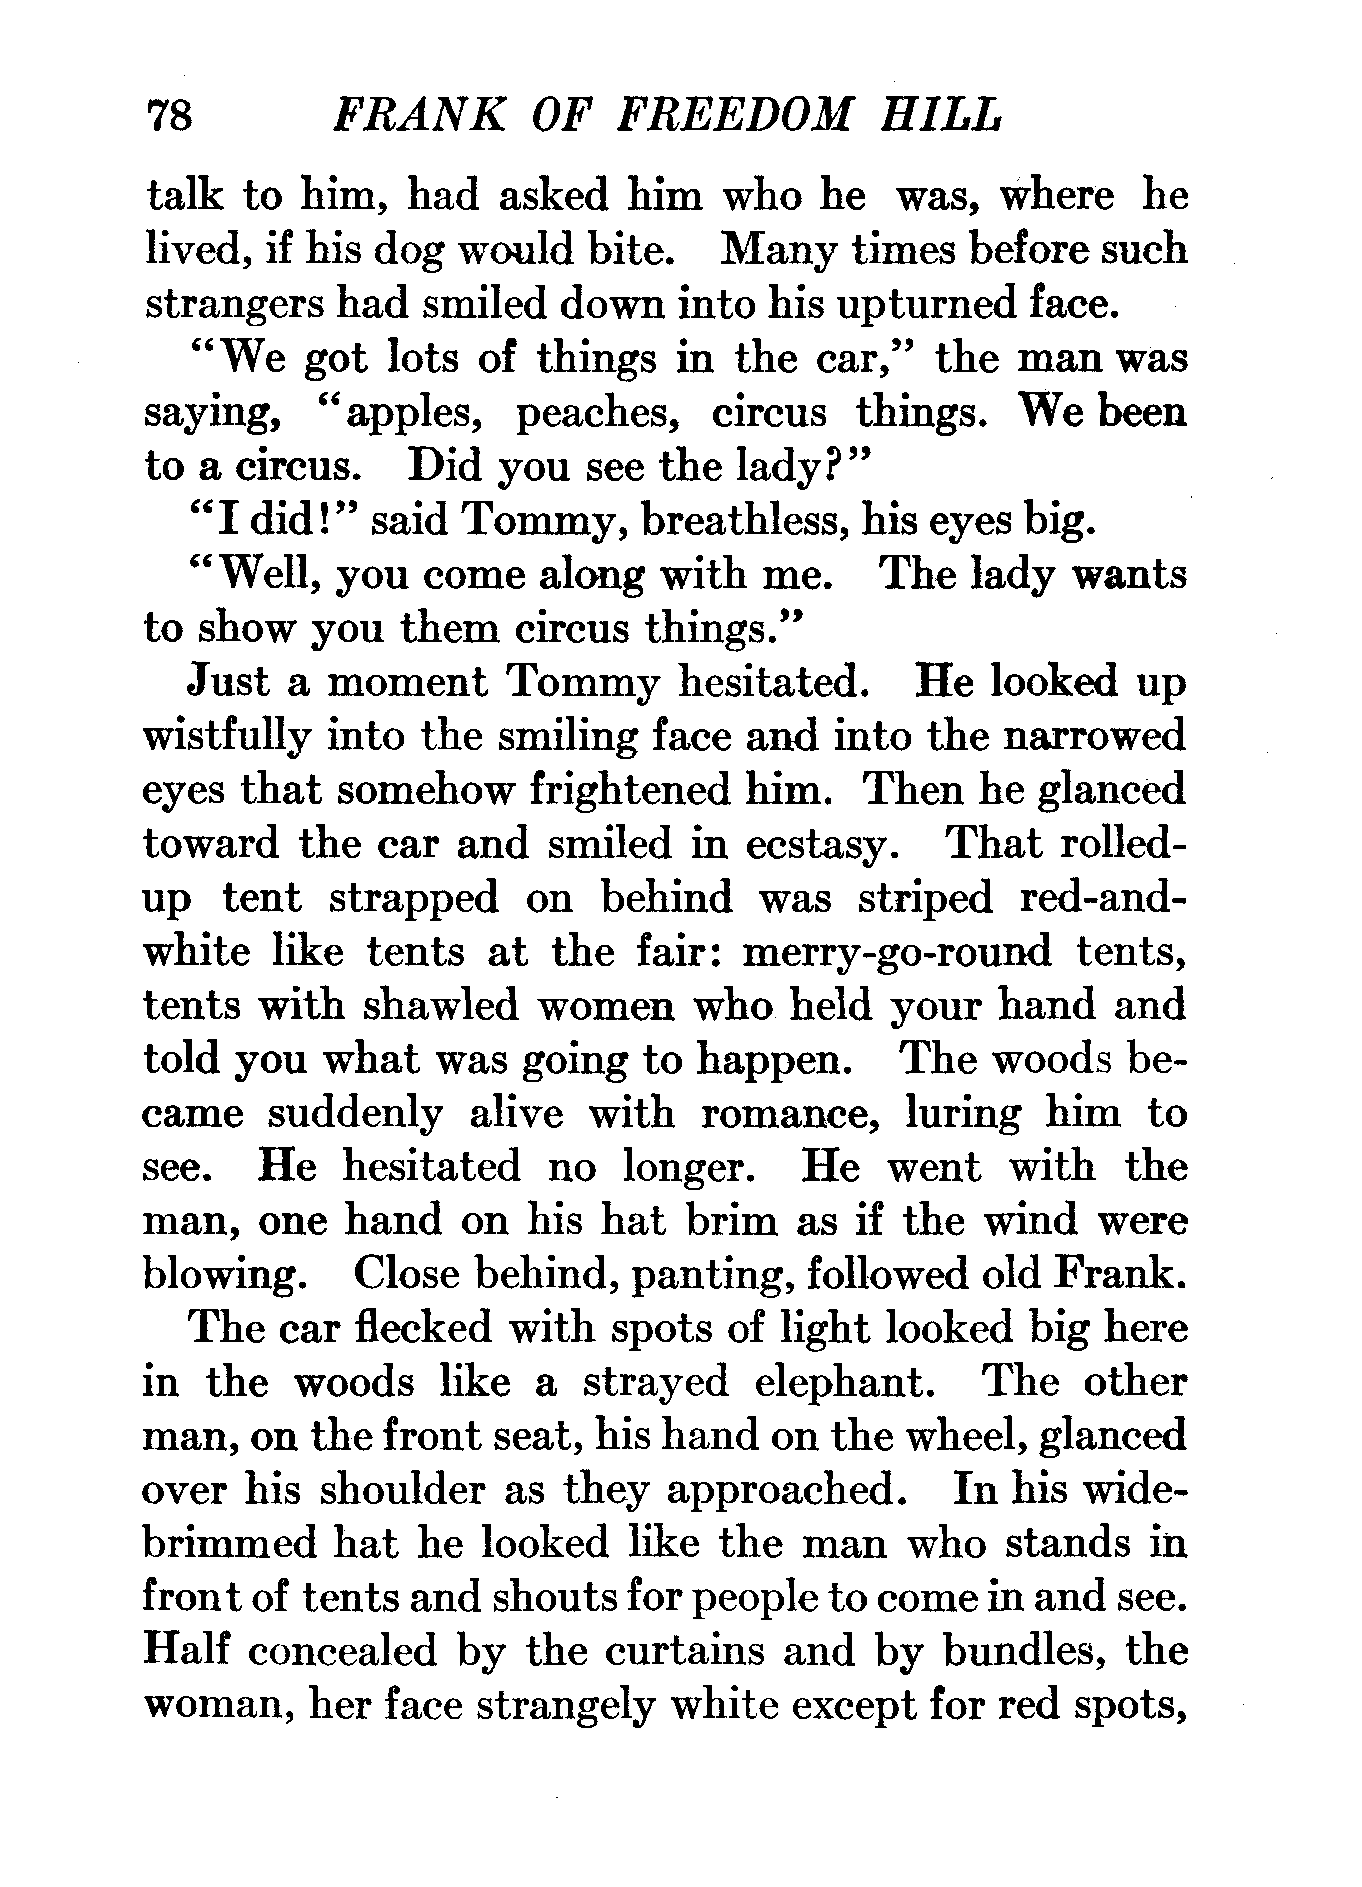 78 FRANK OF FREEDOM HILL
talk to him, had asked him who he was, where he
lived, if his dog would bite. Many times before such
strangers had smiled down into his upturned face.
“We got lots of things in the car,” the man was
saying, “apples, peaches, circus things. We been
to a circus. Did you see the lady?”
“I did!” said Tommy, breathless, his eyes big.
“Well, you come along with me. The lady wants
to show you them circus things.”
Just a moment Tommy hesitated. He looked up
wistfully into the smiling face and into the narrowed
eyes that somehow frightened him. Then he glanced
toward the car and smiled in ecstasy. That rolled-
up tent strapped on behind was striped red-and-
white like tents at the fair: merry-go-round tents,
tents with shawled women who held your hand and
told you what was going to happen. The woods be-
came suddenly alive with romance, luring him to
see. He hesitated no longer. He went with the
man, one hand on his hat brim as if the wind were
blowing. Close behind, panting, followed old Frank.
The car flecked with spots of light looked big here
in the woods like a strayed elephant. The other
man, on the front seat, his hand on the wheel, glanced
over his shoulder as they approached. In his wide-
brimmed hat he looked like the man who stands in
front of tents and shouts for people to come in and see.
Half concealed by the curtains and by bundles, the
woman, her face strangely white except for red spots,